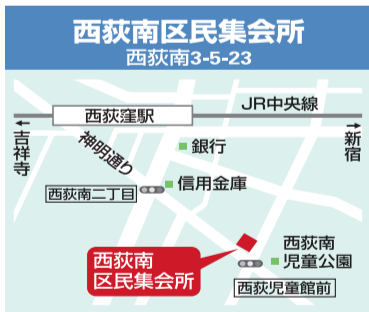 西荻南区民集会所
西荻南3-5-23
JR中央線
西荻窪駅
吉祥寺
新宿
神明通り
銀行
信用金庫
西荻南二丁目
西荻南
区民集会所
西荻南
児童公園
西荻児童館前